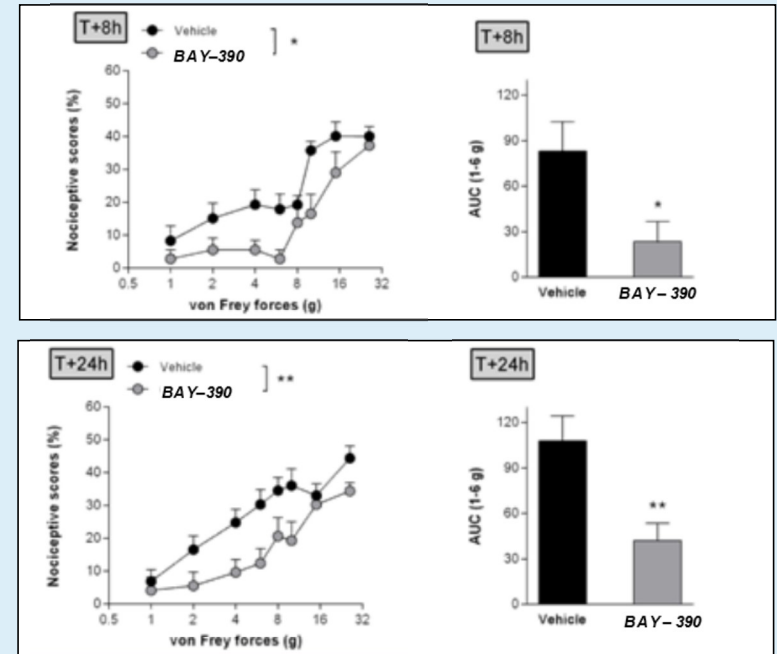 T+8h
Vehicle
BAY–390
*
Nociceptive scores (%)
60
50
40
30
20
10
0
0.5 1 2 4 8 16 32
von Frey forces (g)
T+8h
AUC (1-6 g)
120
90
60
30
0
*
Vehicle BAY–390
T+24h
Vehicle
BAY–390
**
Nociceptive scores (%)
60
50
40
30
20
10
0
0.5 1 2 4 8 16 32
von Frey forces (g)
T+24h
AUC (1-6 g)
120
90
60
30
0
**
Vehicle BAY–390